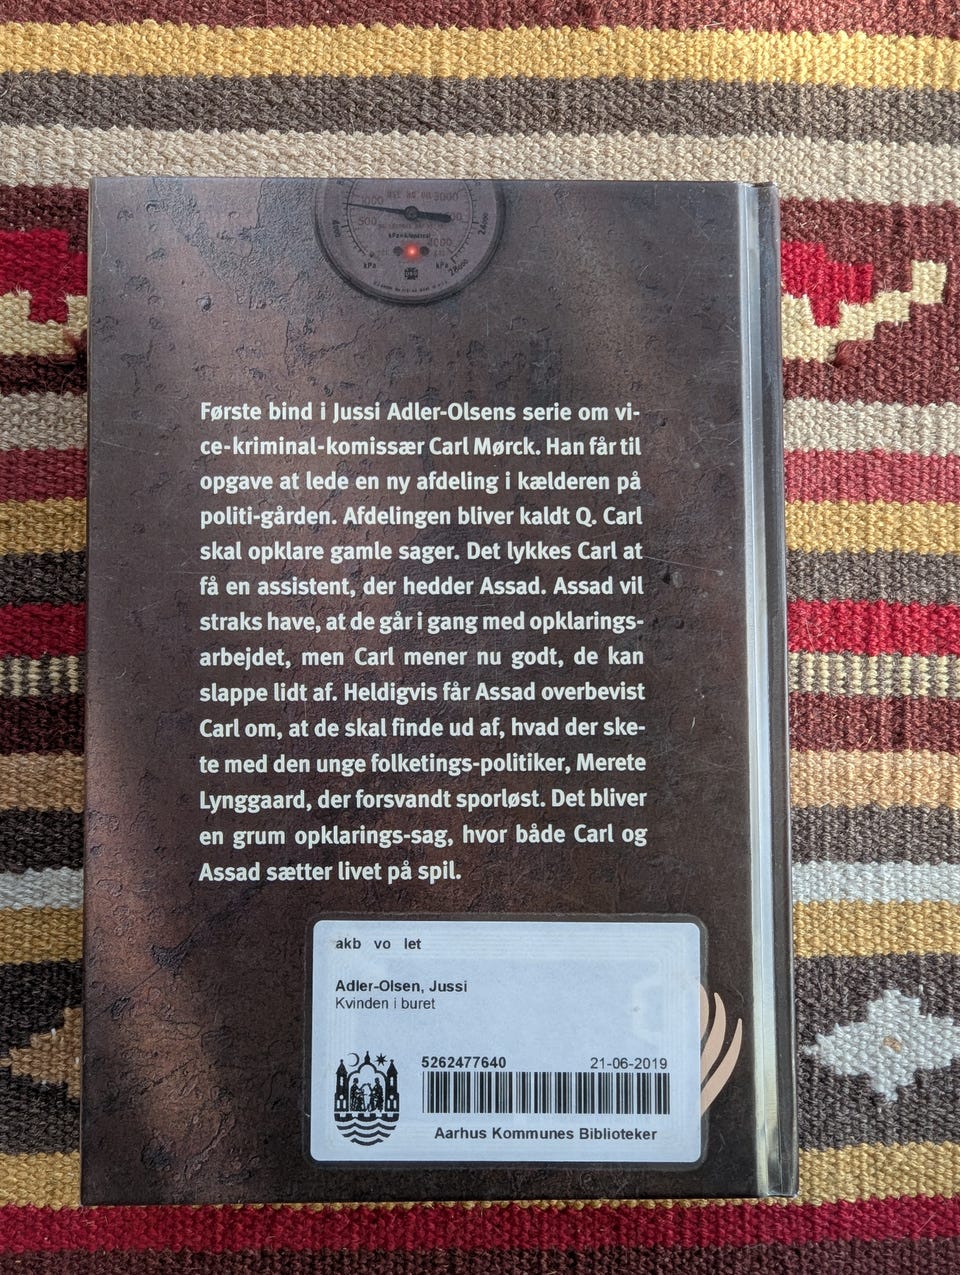 1000
3000
500
kPa
kPa
28000
Første bind i Jussi Adler-Olsens serie om vi-
ce-kriminal-komissær Carl Mørck. Han får til
opgave at lede en ny afdeling i kælderen på
politi-gården. Afdelingen bliver kaldt Q. Carl
skal opklare gamle sager. Det lykkes Carl at
få en assistent, der hedder Assad. Assad vil
straks have, at de går i gang med opklarings-
arbejdet, men Carl mener nu godt, de kan
slappe lidt af. Heldigvis får Assad overbevist
Carl om, at de skal finde ud af, hvad der ske-
te med den unge folketings-politiker, Merete
Lynggaard, der forsvandt sporløst. Det bliver
en grum opklarings-sag, hvor både Carl og
Assad sætter livet på spil.
akb vo let
Adler-Olsen, Jussi
Kvinden i buret
5262477640 21-06-2019
Aarhus Kommunes Biblioteker